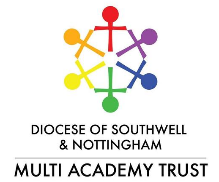 DIOCESE OF SOUTHWELL
& NOTTINGHAM
MULTI ACADEMY TRUST